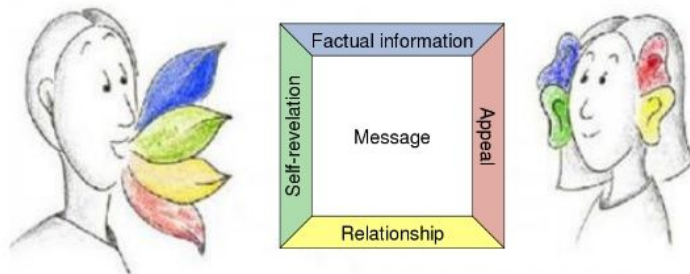 Factual information
Self-revelation
Message
Appeal
Relationship